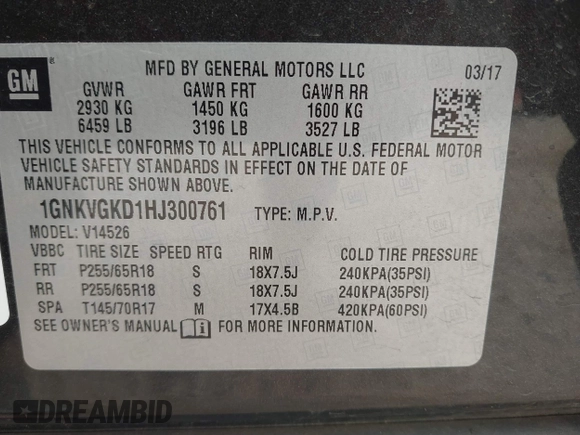 GM
MFD BY GENERAL MOTORS LLC 03/17
GVWR GAWR FRT GAWR RR
2930 KG 1450 KG 1600 KG
6459 LB 3196 LB 3527 LB
THIS VEHICLE CONFORMS TO ALL APPLICABLE U.S. FEDERAL MOTOR
VEHICLE SAFETY STANDARDS IN EFFECT ON THE DATE OF
MANUFACTURE SHOWN ABOVE.
1GNKVGKD1HJ300761 TYPE: M.P.V.
MODEL: V14526
VBBC TIRE SIZE SPEED RTG RIM COLD TIRE PRESSURE
FRT P255/65R18 S 18X7.5J 240KPA(35PSI)
RR P255/65R18 S 18X7.5J 240KPA(35PSI)
SPA T145/70R17 M 17X4.5B 420KPA(60PSI)
SEE OWNER'S MANUAL FOR MORE INFORMATION.
DREAMBID